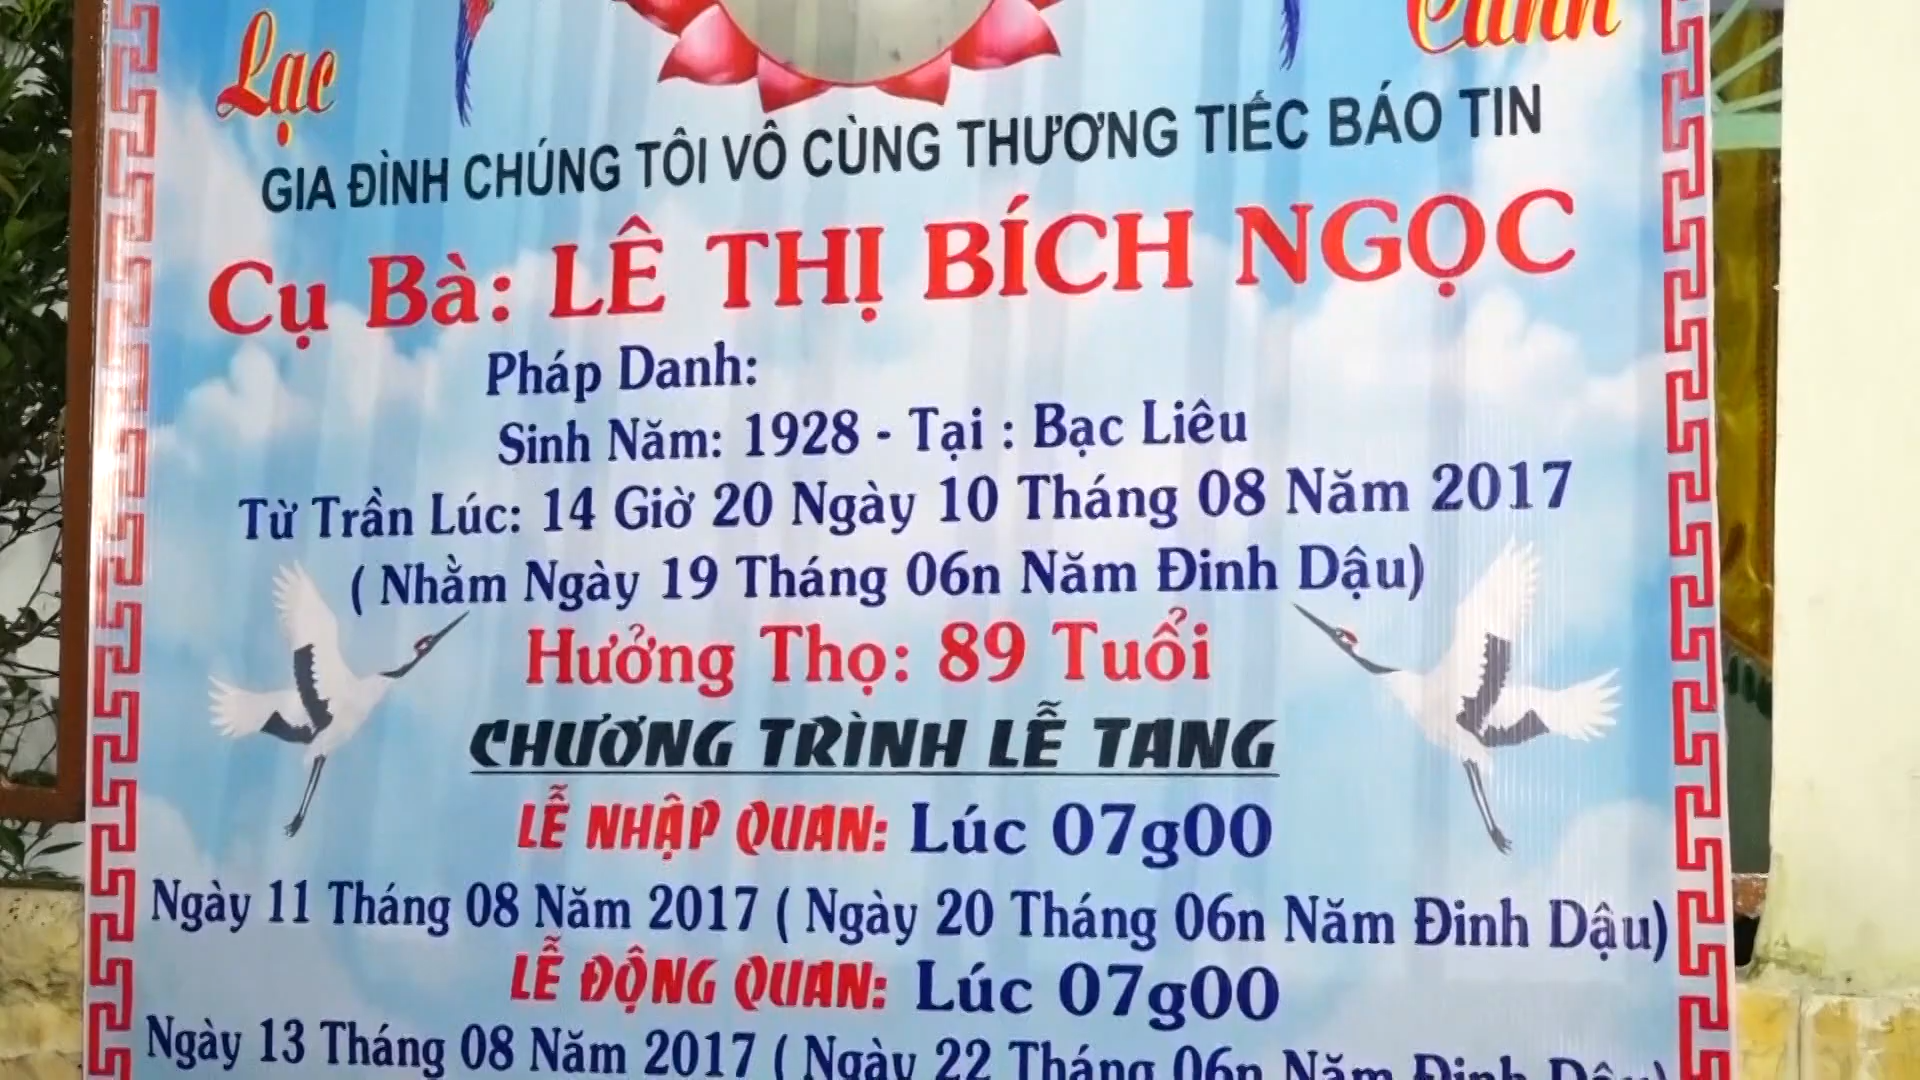 Lạc Cảnh
GIA ĐÌNH CHÚNG TÔI VÔ CÙNG THƯƠNG TIẾC BÁO TIN
Cụ Bà: LÊ THỊ BÍCH NGỌC
Pháp Danh:
Sinh Năm: 1928 - Tại : Bạc Liêu
Từ Trần Lúc: 14 Giờ 20 Ngày 10 Tháng 08 Năm 2017
( Nhằm Ngày 19 Tháng 06n Năm Đinh Dậu)
Hưởng Thọ: 89 Tuổi
CHƯƠNG TRÌNH LỄ TANG
LỄ NHẬP QUAN: Lúc 07g00
Ngày 11 Tháng 08 Năm 2017 ( Ngày 20 Tháng 06n Năm Đinh Dậu)
LỄ ĐỘNG QUAN: Lúc 07g00
Ngày 13 Tháng 08 Năm 2017 ( Ngày 22 Tháng 06n Năm Đinh Dậu)